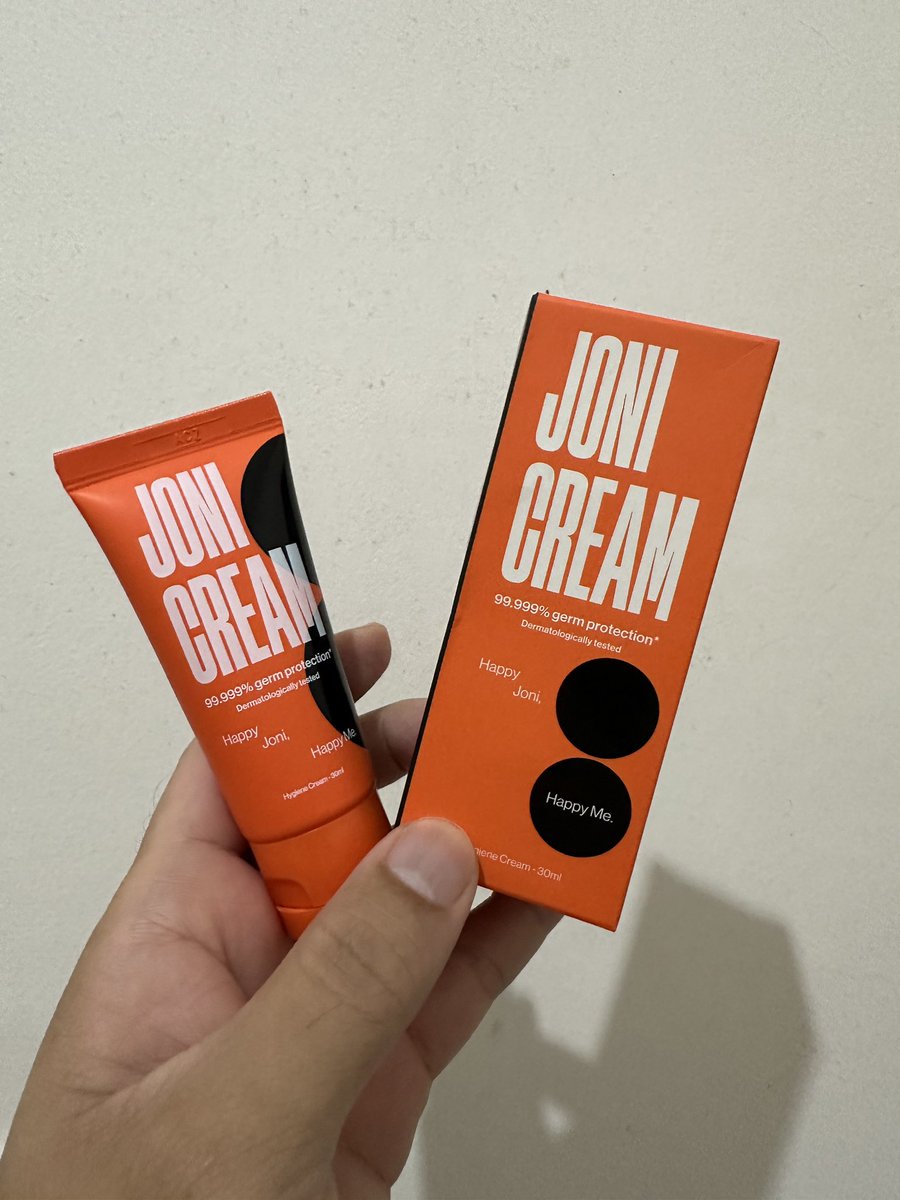 JONI
CREAM
99.999% germ protection*
Dermatologically tested
Happy
Joni,
Happy Me.
Hygiene Cream - 30ml
JONI
CREAM
99.999% germ protection*
Dermatologically tested
Happy
Joni,
Happy Me.
Cream - 30ml